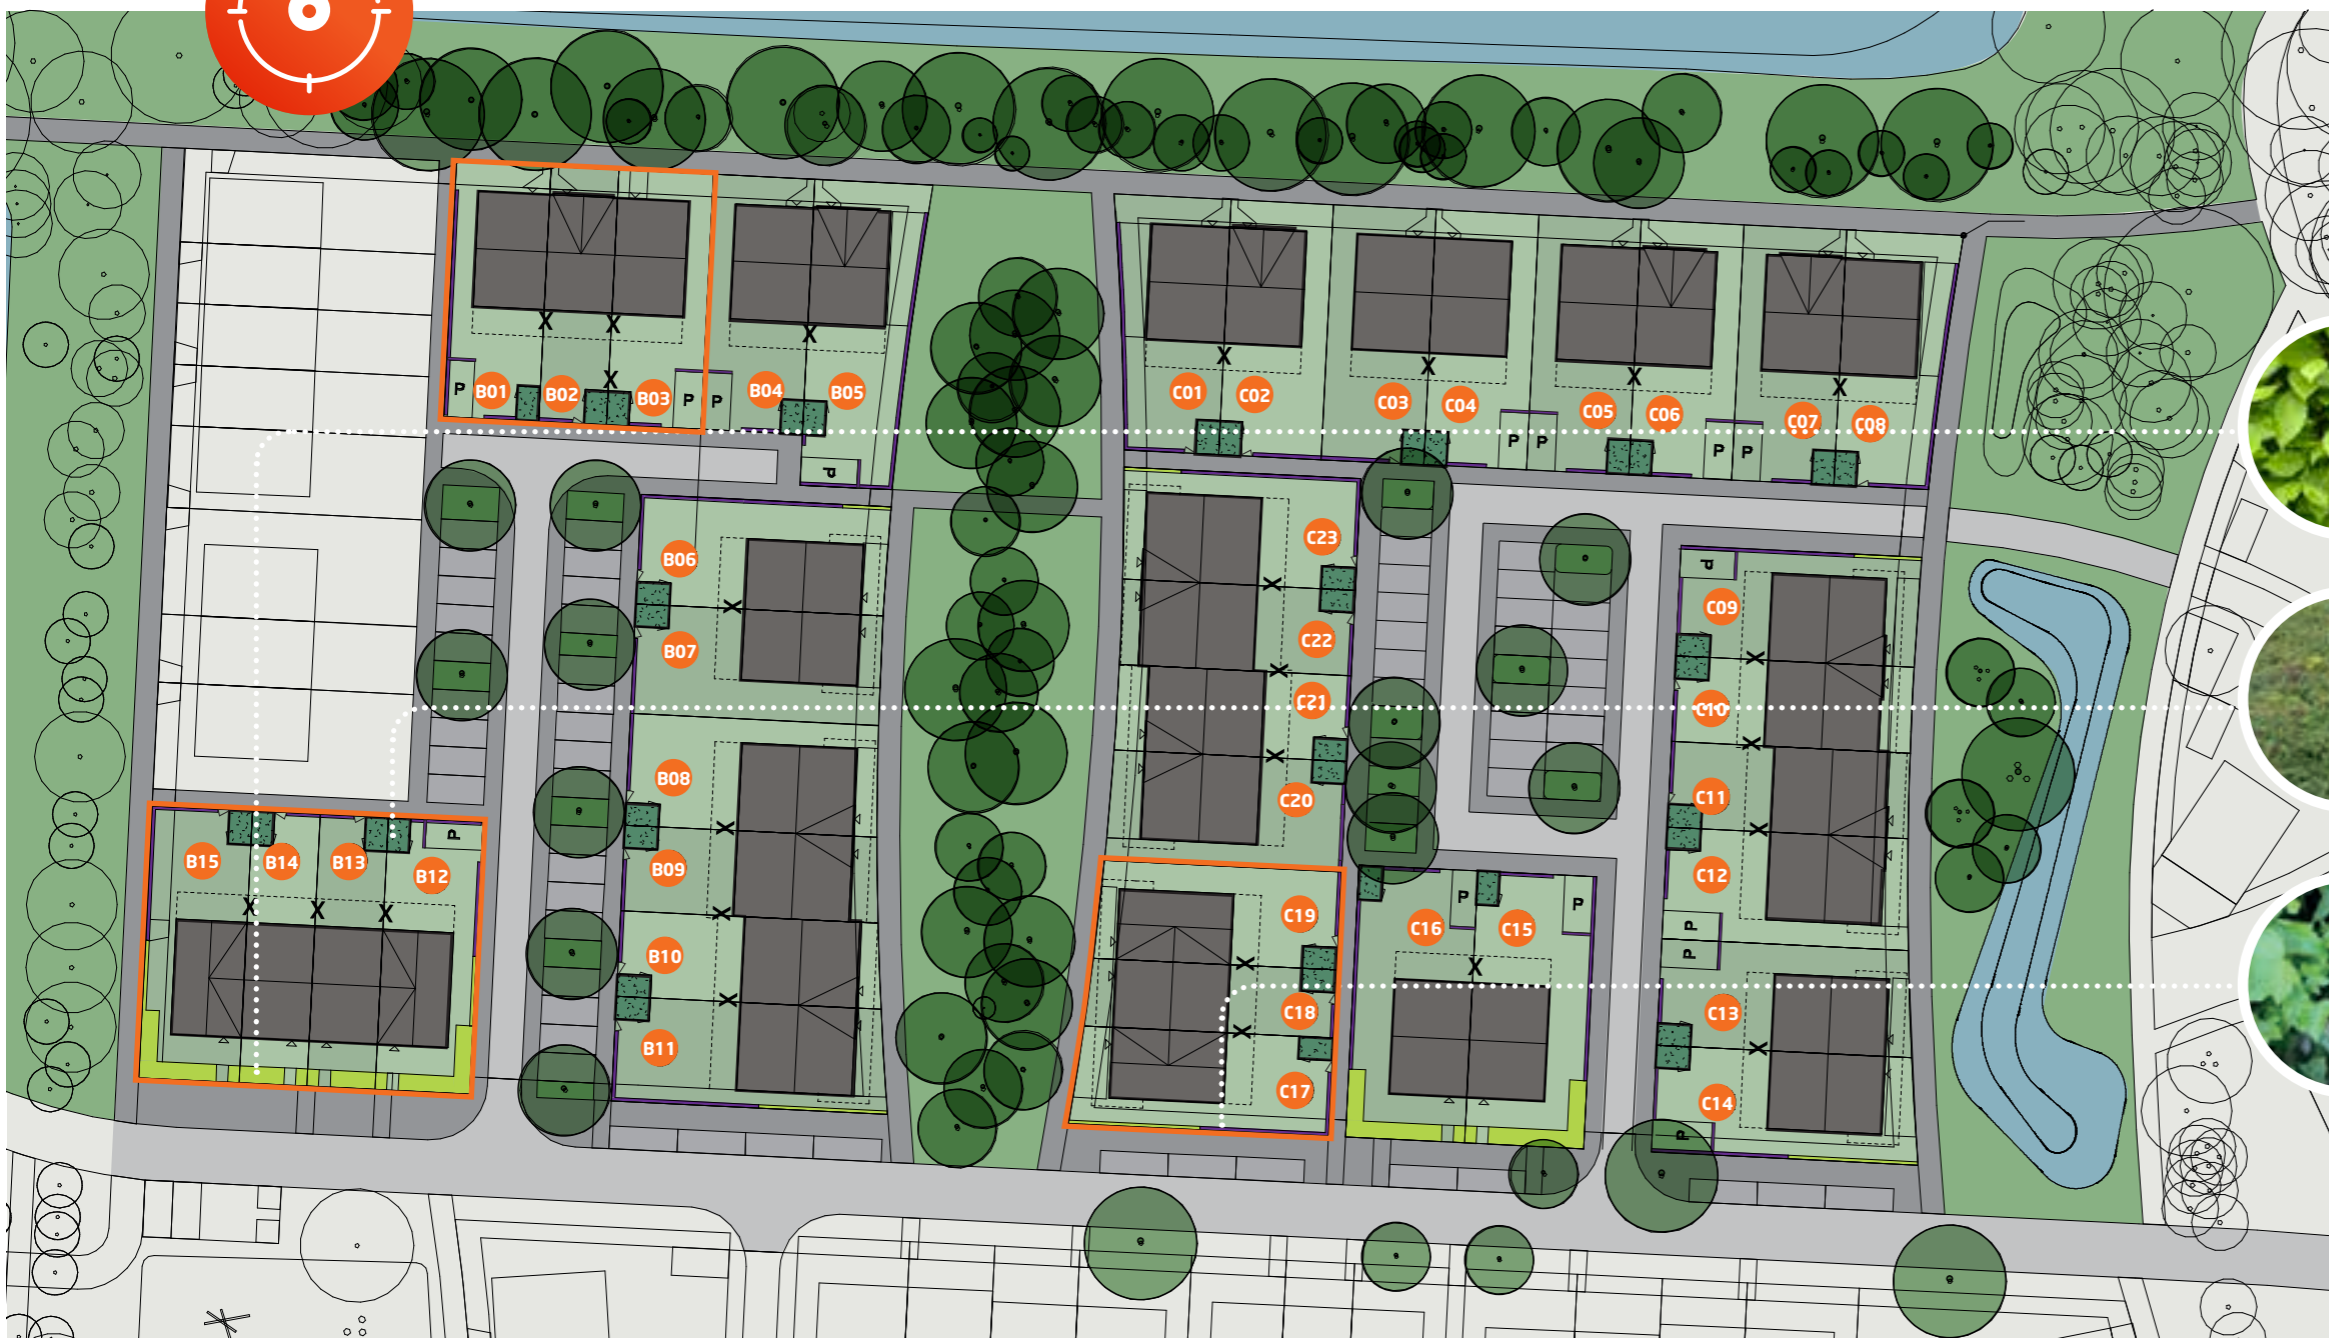 P B01 B02 B03 P P B04 B05
P
C01 C02 C03 C04 P P C05 C06 P P C07 C08
B06
B07
B08
B09
B10
B11
B15 B14 B13 B12 P
C23
C22
C21
C20
C19
C18
C17
C16 P C15 P
P
C09
C10
C11
C12
P
P
C13
C14
P
X X X X
X X X X
X X X X X
X X X
X X X
X X X
X
X X X X